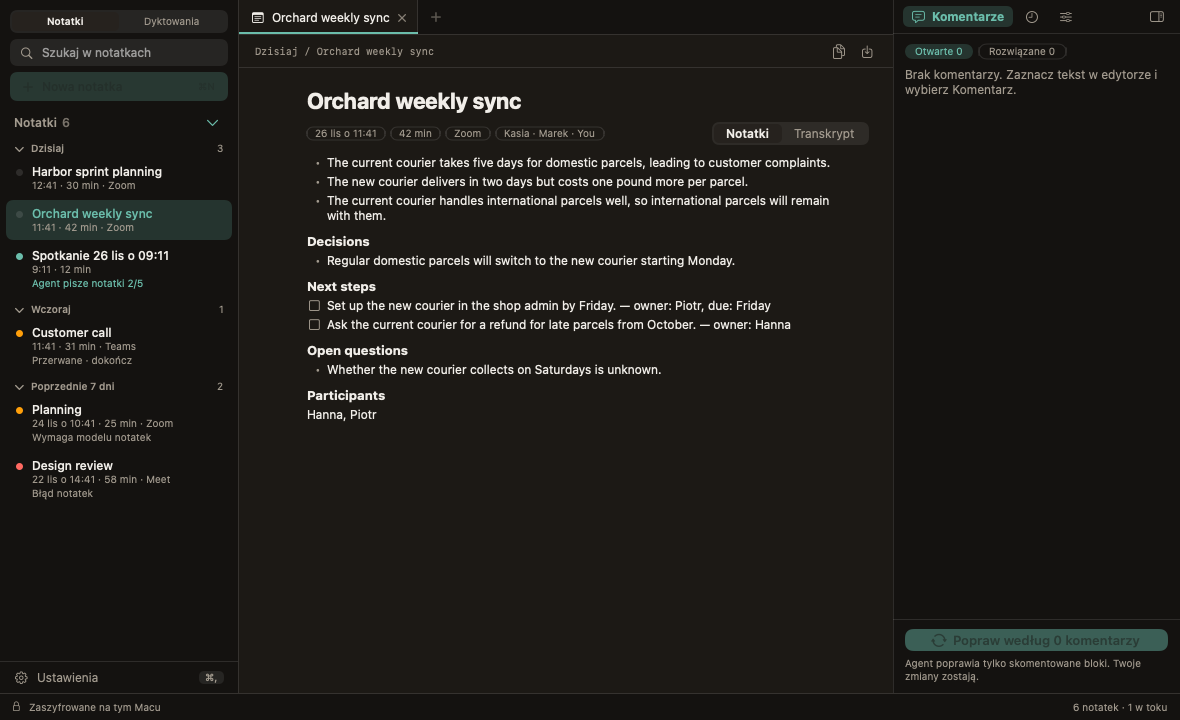 Notatki
Dyktowania
Szukaj w notatkach
Nowa notatka
Notatki 6
Dzisiaj 3
Harbor sprint planning
12:41 · 30 min · Zoom
Orchard weekly sync
11:41 · 42 min · Zoom
Spotkanie 26 lis o 09:11
9:11 · 12 min
Agent pisze notatki 2/5
Wczoraj 1
Customer call
11:41 · 31 min · Teams
Przerwane · dokończ
Poprzednie 7 dni 2
Planning
24 lis o 10:41 · 25 min · Zoom
Wymaga modelu notatek
Design review
22 lis o 14:41 · 58 min · Meet
Błąd notatek
Ustawienia ⌘,
Zaszyfrowane na tym Macu
Orchard weekly sync
Dzisiaj / Orchard weekly sync
Orchard weekly sync
26 lis o 11:41
42 min
Zoom
Kasia · Marek · You
Notatki
Transkrypt
• The current courier takes five days for domestic parcels, leading to customer complaints.
• The new courier delivers in two days but costs one pound more per parcel.
• The current courier handles international parcels well, so international parcels will remain
with them.
Decisions
• Regular domestic parcels will switch to the new courier starting Monday.
Next steps
Set up the new courier in the shop admin by Friday. — owner: Piotr, due: Friday
Ask the current courier for a refund for late parcels from October. — owner: Hanna
Open questions
• Whether the new courier collects on Saturdays is unknown.
Participants
Hanna, Piotr
Komentarze
Otwarte 0
Rozwiązane 0
Brak komentarzy. Zaznacz tekst w edytorze i
wybierz Komentarz.
Popraw według 0 komentarzy
Agent poprawia tylko skomentowane bloki. Twoje
zmiany zostają.
6 notatek · 1 w toku